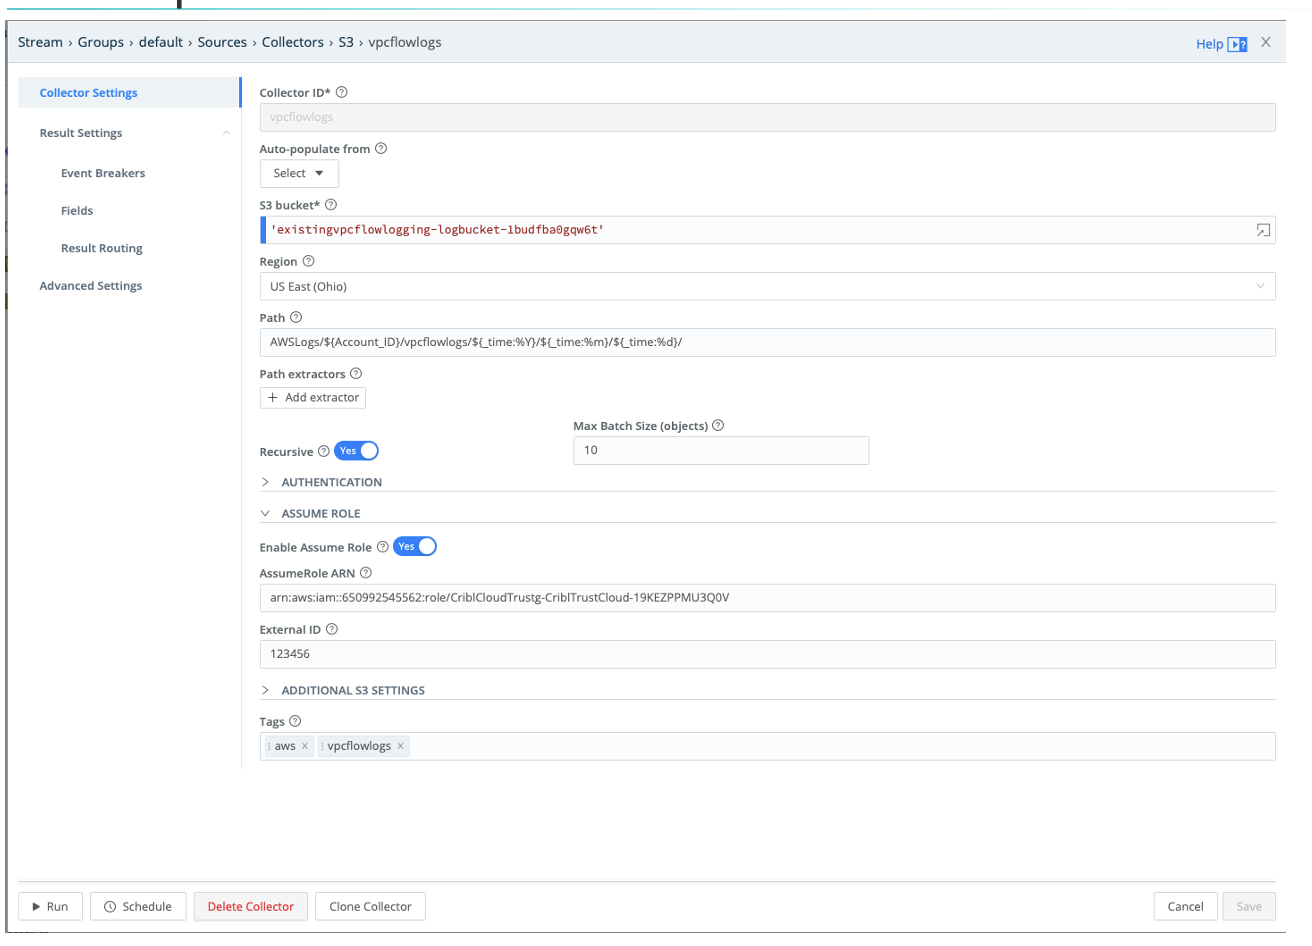 Stream › Groups › default › Sources › Collectors › S3 › vpcflowlogs
Help
Collector Settings
Result Settings
Event Breakers
Fields
Result Routing
Advanced Settings
Collector ID*
vpcflowlogs
Auto-populate from
Select
S3 bucket*
'existingvpcflowlogging-logbucket-1budfba0gqw6t'
Region
US East (Ohio)
Path
AWSLogs/${Account_ID}/vpcflowlogs/${_time:%Y}/${_time:%m}/${_time:%d}/
Path extractors
+ Add extractor
Recursive Yes
Max Batch Size (objects)
10
AUTHENTICATION
ASSUME ROLE
Enable Assume Role Yes
AssumeRole ARN
arn:aws:iam::650992545562:role/CriblCloudTrustg-CriblTrustCloud-19KEZPPMU3Q0V
External ID
123456
ADDITIONAL S3 SETTINGS
Tags
aws × vpcflowlogs ×
Run Schedule Delete Collector Clone Collector Cancel Save